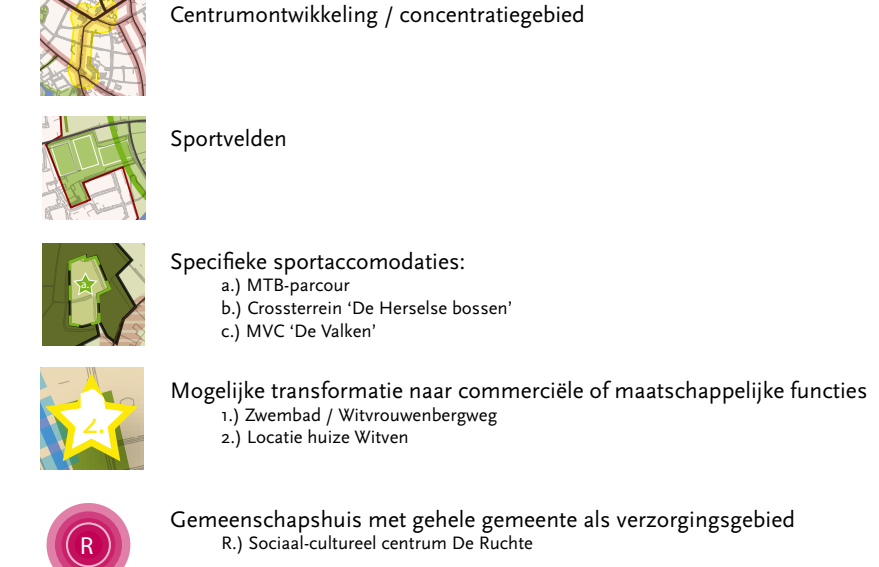 Centrumontwikkeling / concentratiegebied
Sportvelden
a.
Specifieke sportaccomodaties:
a.) MTB-parcour
b.) Crossterrein ‘De Herselse bossen’
c.) MVC ‘De Valken’
2.
Mogelijke transformatie naar commerciële of maatschappelijke functies
1.) Zwembad / Witvrouwenbergweg
2.) Locatie huize Witven
R
Gemeenschapshuis met gehele gemeente als verzorgingsgebied
R.) Sociaal-cultureel centrum De Ruchte